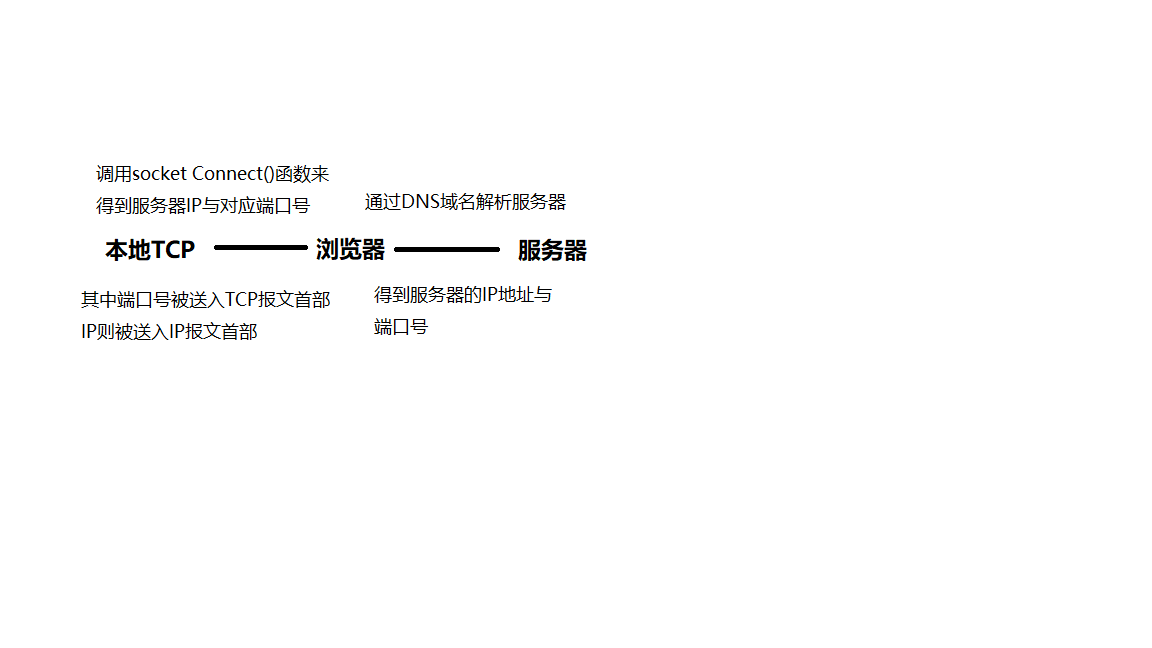 调用socket Connect()函数来
得到服务器IP与对应端口号
通过DNS域名解析服务器
本地TCP
浏览器
服务器
其中端口号被送入TCP报文首部
IP则被送入IP报文首部
得到服务器的IP地址与
端口号